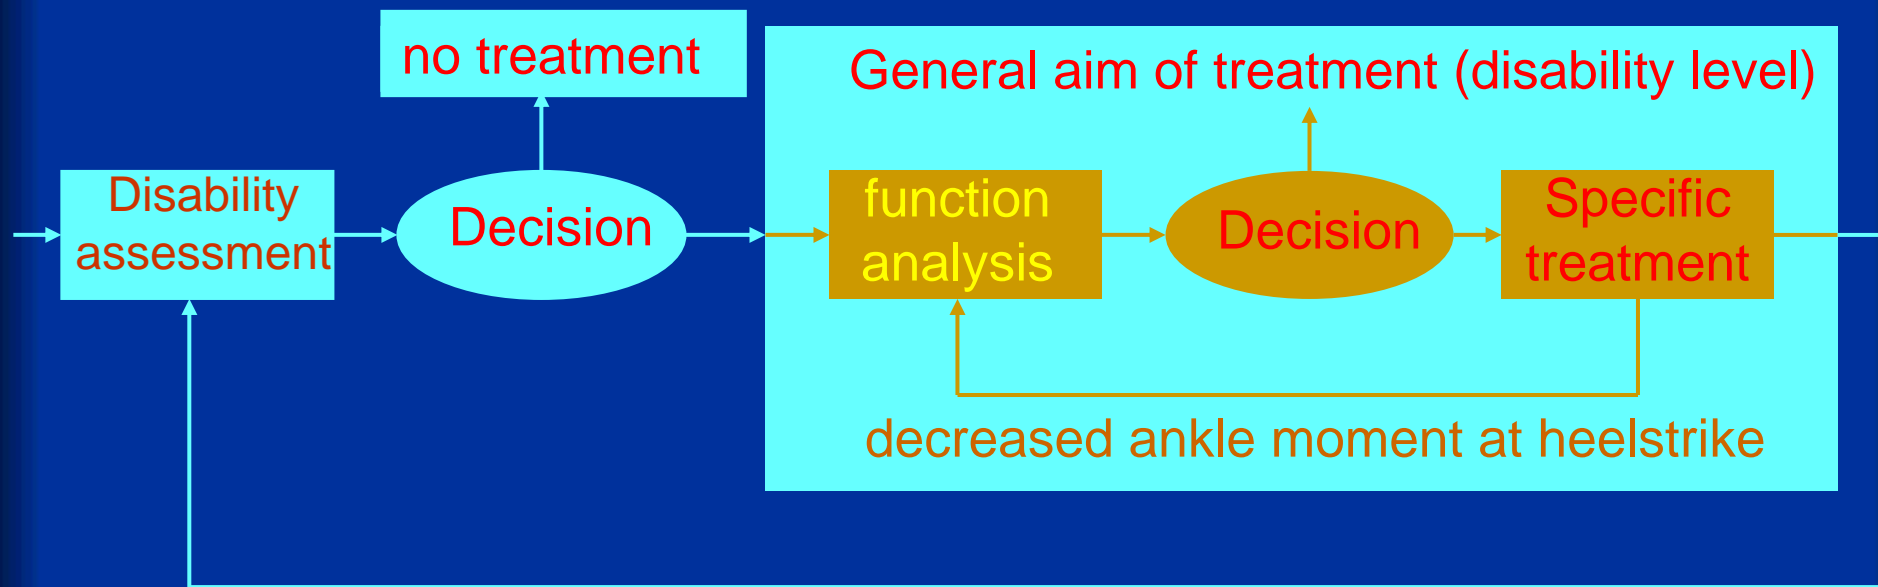 no treatment
General aim of treatment (disability level)
Disability
assessment
Decision
function
analysis
Decision
Specific
treatment
decreased ankle moment at heelstrike